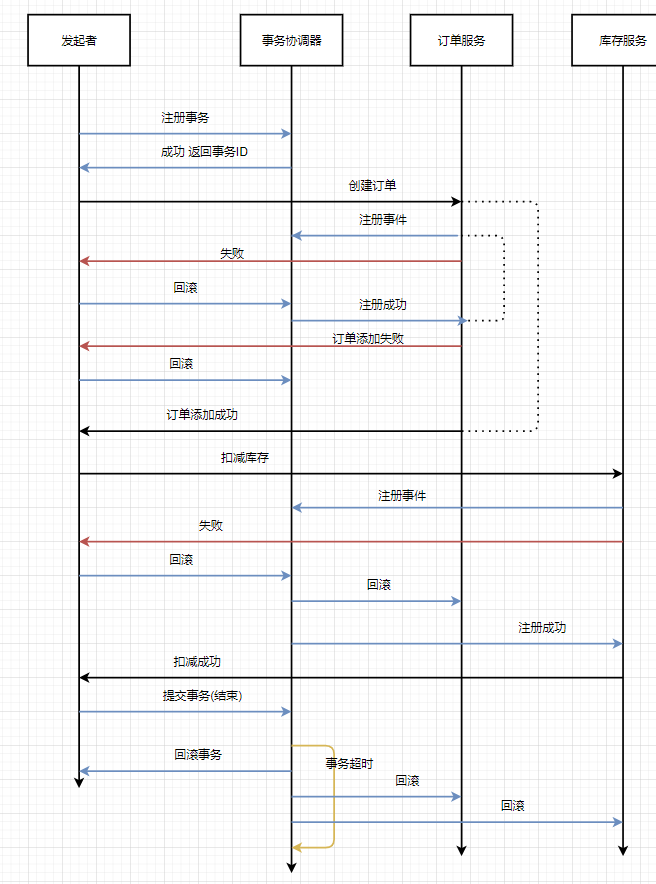 发起者
事务协调器
订单服务
库存服务
注册事务
成功 返回事务ID
创建订单
注册事件
失败
回滚
注册成功
订单添加失败
回滚
订单添加成功
扣减库存
注册事件
失败
回滚
回滚
注册成功
扣减成功
提交事务(结束)
回滚事务
事务超时
回滚
回滚